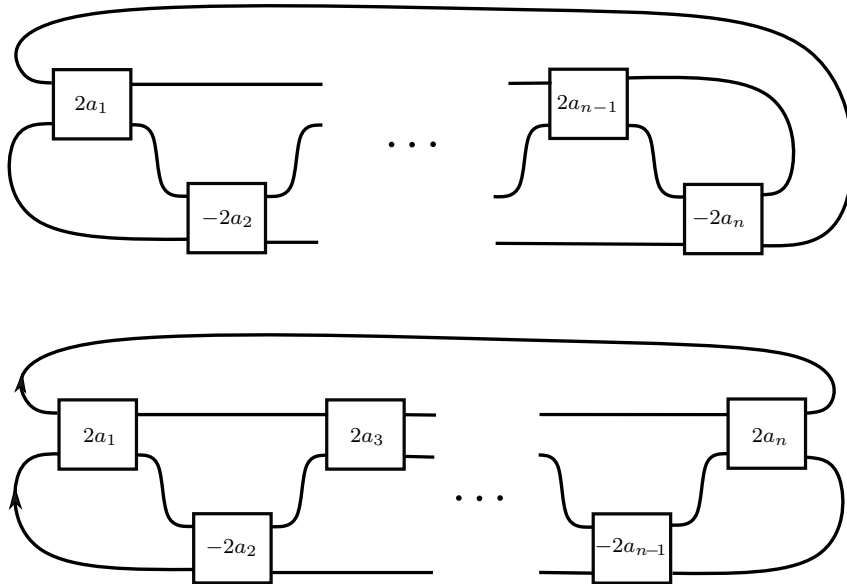 2a₁ 2aₙ₋₁
⋯
−2a₂ −2aₙ
2a₁ 2a₃ 2aₙ
⋯
−2a₂ −2aₙ₋₁